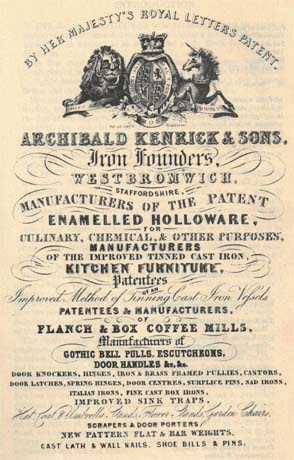 BY HER MAJESTY'S ROYAL LETTERS PATENT.
ARCHIBALD KENRICK & SONS,
Iron Founders,
WESTBROMWICH,
STAFFORDSHIRE,
MANUFACTURERS OF THE PATENT
ENAMELLED HOLLOWARE,
FOR
CULINARY, CHEMICAL, & OTHER PURPOSES,
MANUFACTURERS
OF THE IMPROVED TINNED CAST IRON,
KITCHEN FURNITURE,
Patentees
OF AN
Improved Method of Tinning Cast Iron Vessels
PATENTEES & MANUFACTURERS
OF
FLANCH & BOX COFFEE MILLS,
Manufacturers of
GOTHIC BELL PULLS, ESCUTCHEONS,
DOOR HANDLES &c, &c.
DOOR KNOCKERS, HINGES, IRON & BRASS FRAMED PULLIES, CASTORS,
DOOR LATCHES, SPRING HINGES, DOOR CENTRES, SURPLICE PINS, SAD IRONS,
ITALIAN IRONS, FINE CAST BOX IRONS,
IMPROVED SINK TRAPS,
Hat, Coat, & Umbrella Stands, Flower Stands, Garden Chairs,
SCRAPERS & DOOR PORTERS
NEW PATTERN FLAT & BAR WEIGHTS.
CAST LATH & WALL NAILS. SHOE BILLS & PINS.